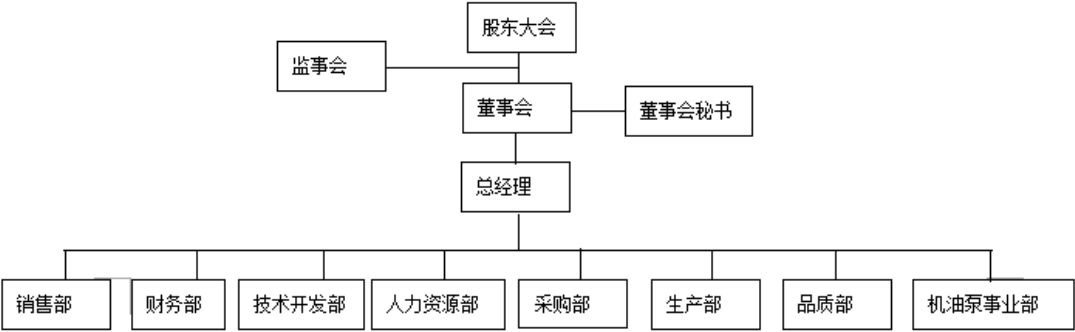 股东大会
监事会
董事会
董事会秘书
总经理
销售部
财务部
技术开发部
人力资源部
采购部
生产部
品质部
机油泵事业部